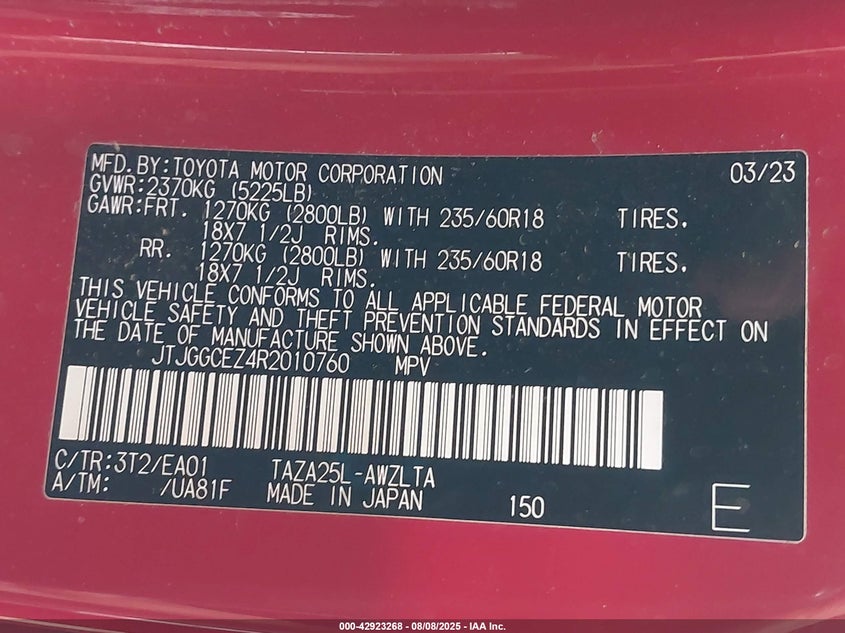 MFD.BY:TOYOTA MOTOR CORPORATION 03/23
GVWR:2370KG (5225LB)
GAWR:FRT. 1270KG (2800LB) WITH 235/60R18 TIRES.
18X7 1/2J RIMS.
RR. 1270KG (2800LB) WITH 235/60R18 TIRES.
18X7 1/2J RIMS.
THIS VEHICLE CONFORMS TO ALL APPLICABLE FEDERAL MOTOR
VEHICLE SAFETY AND THEFT PREVENTION STANDARDS IN EFFECT ON
THE DATE OF MANUFACTURE SHOWN ABOVE.
JTJGGCEZ4R2010760 MPV
C/TR:3T2/EA01 TAZA25L-AWZLTA
A/TM: /UA81F MADE IN JAPAN 150 E
000-42923268 - 08/08/2025 - IAA Inc.